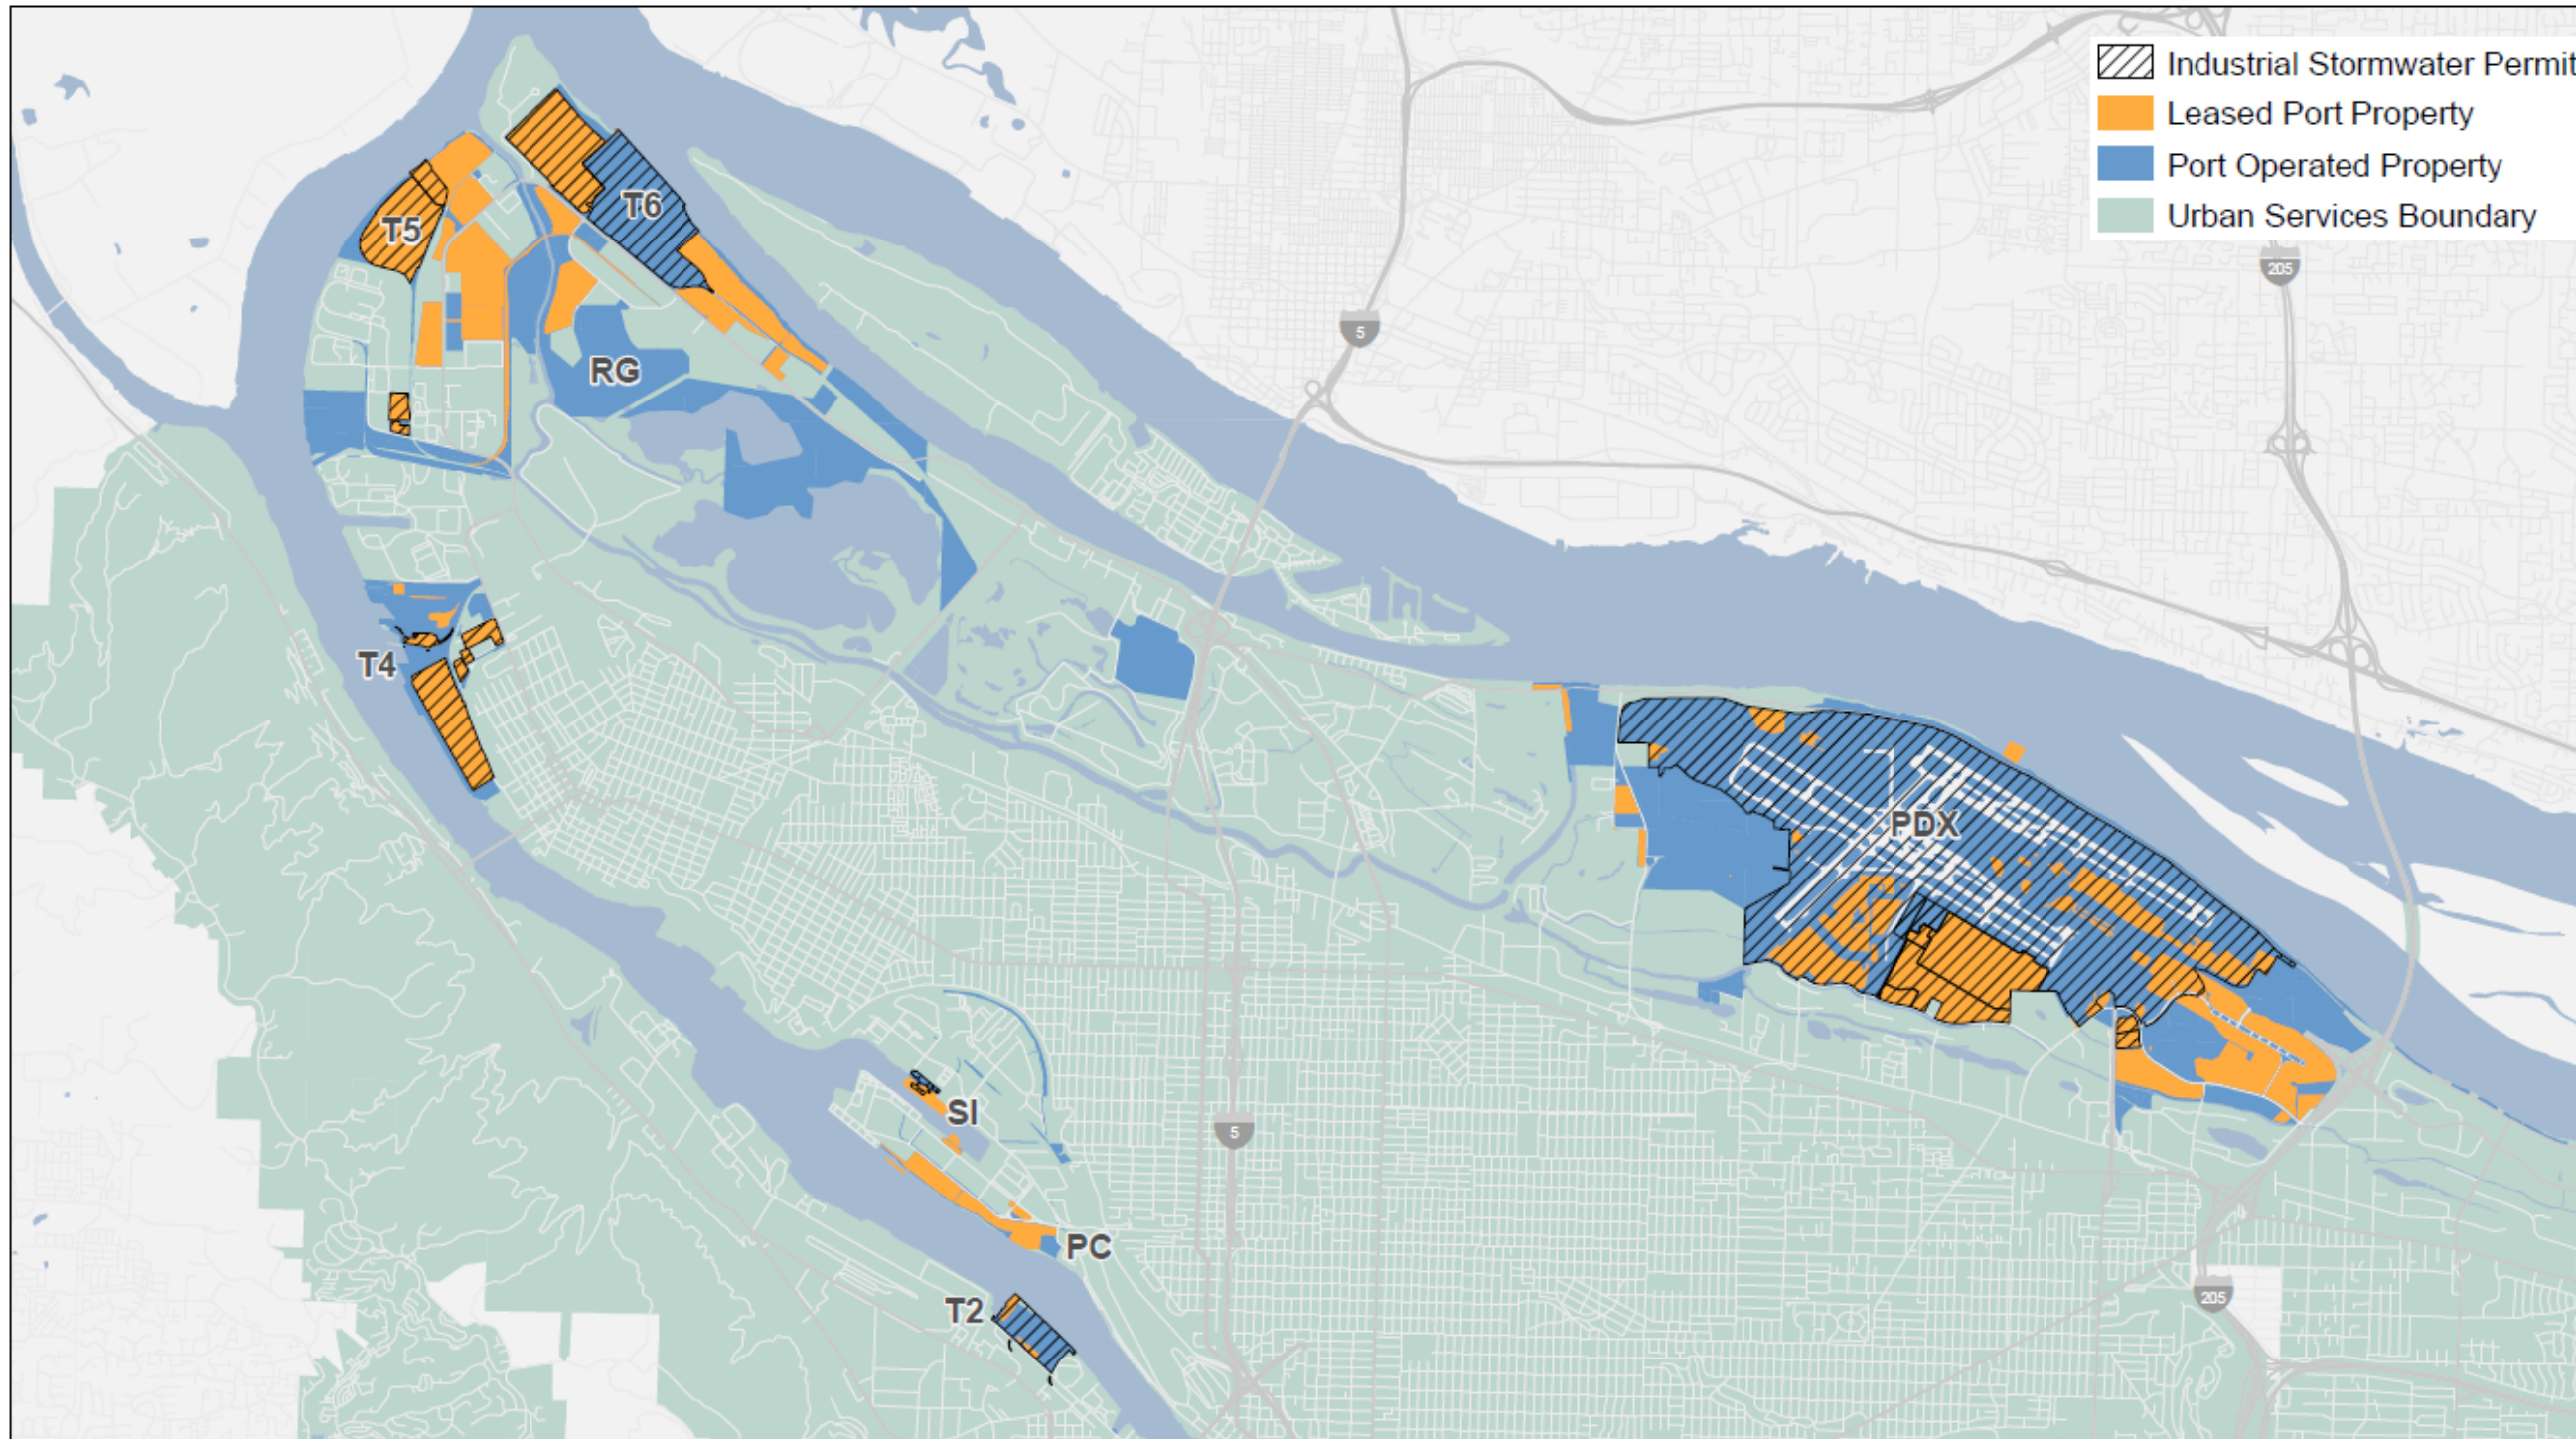 Industrial Stormwater Permit
Leased Port Property
Port Operated Property
Urban Services Boundary
T6
T5
205
5
RG
T4
PDX
SI
5
PC
T2
205